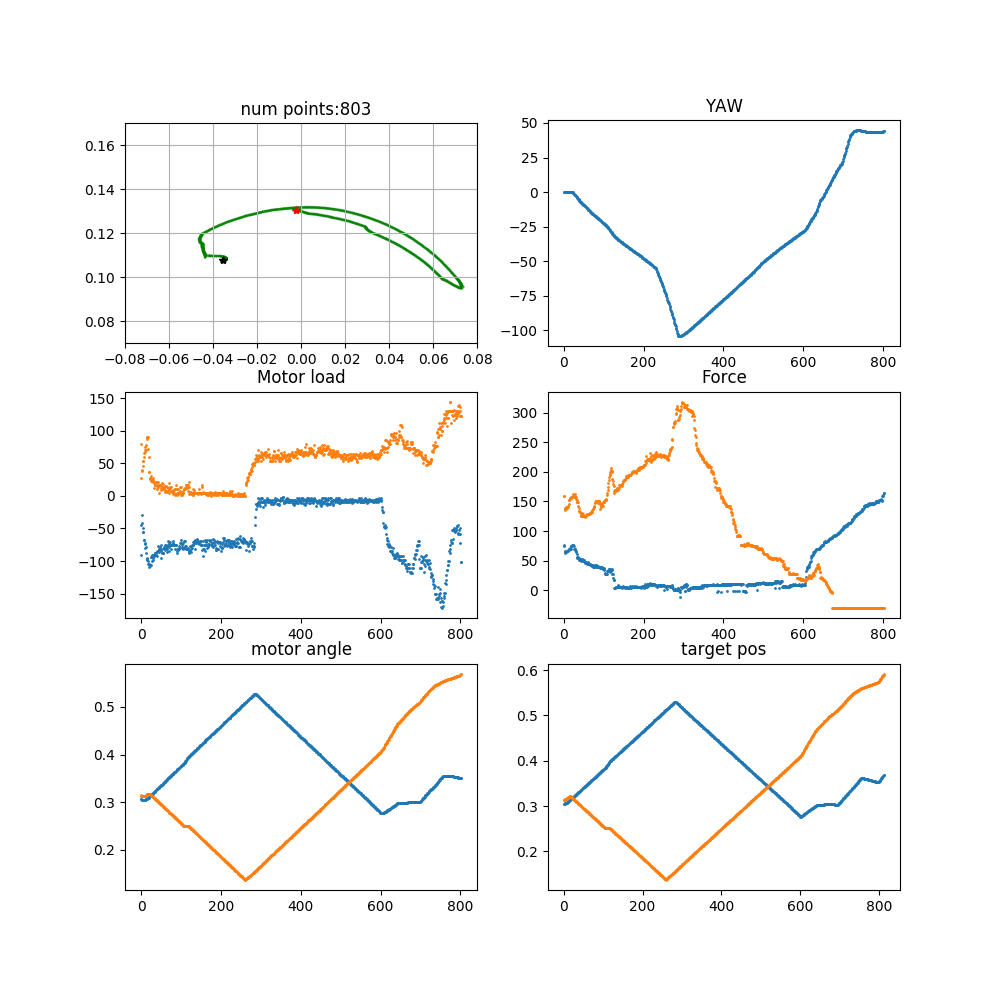 num points:803
0.16
0.14
0.12
0.10
0.08
−0.08 −0.06 −0.04 −0.02 0.00 0.02 0.04 0.06 0.08
YAW
50
25
0
−25
−50
−75
−100
0 200 400 600 800
Motor load
150
100
50
0
−50
−100
−150
0 200 400 600 800
Force
300
250
200
150
100
50
0
0 200 400 600 800
motor angle
0.5
0.4
0.3
0.2
0 200 400 600 800
target pos
0.6
0.5
0.4
0.3
0.2
0 200 400 600 800